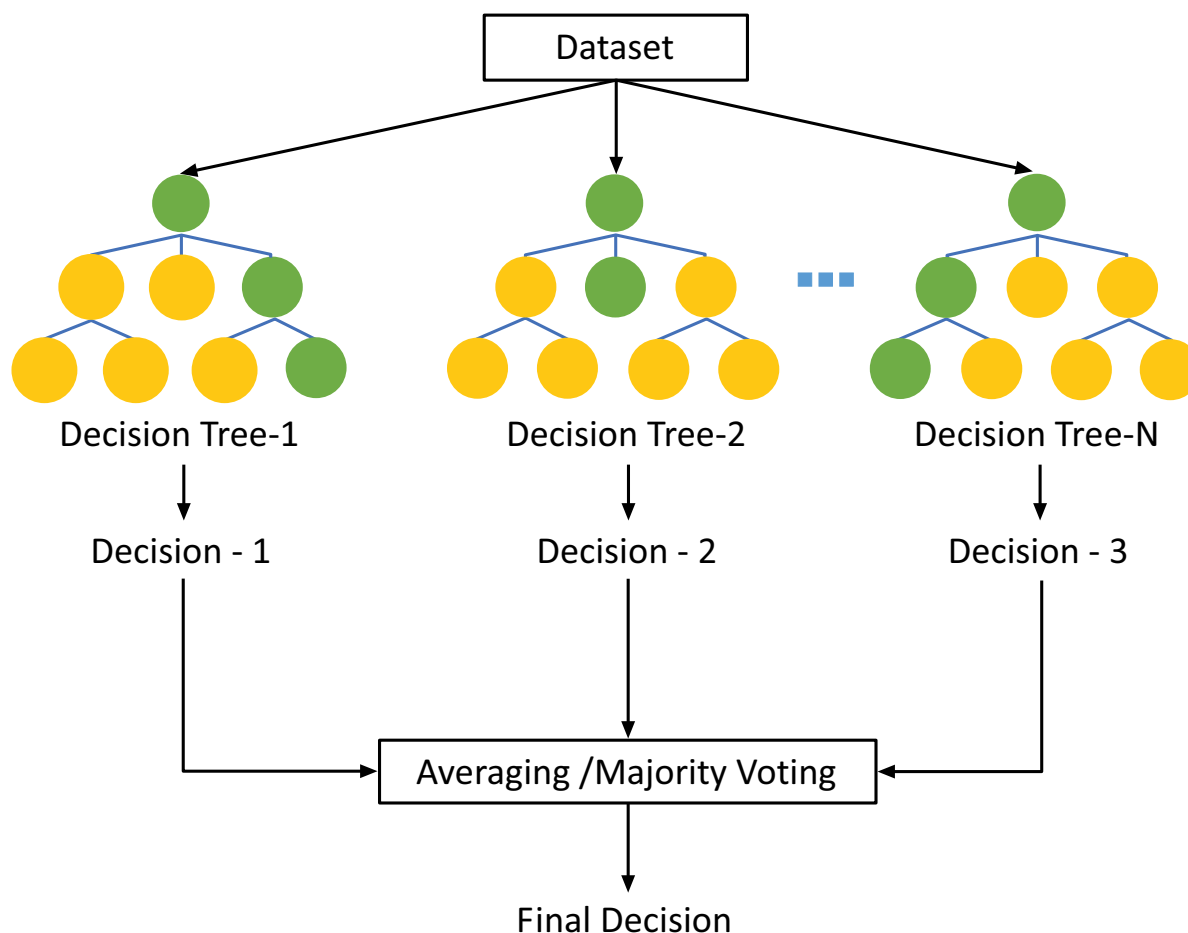 Dataset
Decision Tree-1
Decision Tree-2
Decision Tree-N
Decision - 1
Decision - 2
Decision - 3
Averaging /Majority Voting
Final Decision